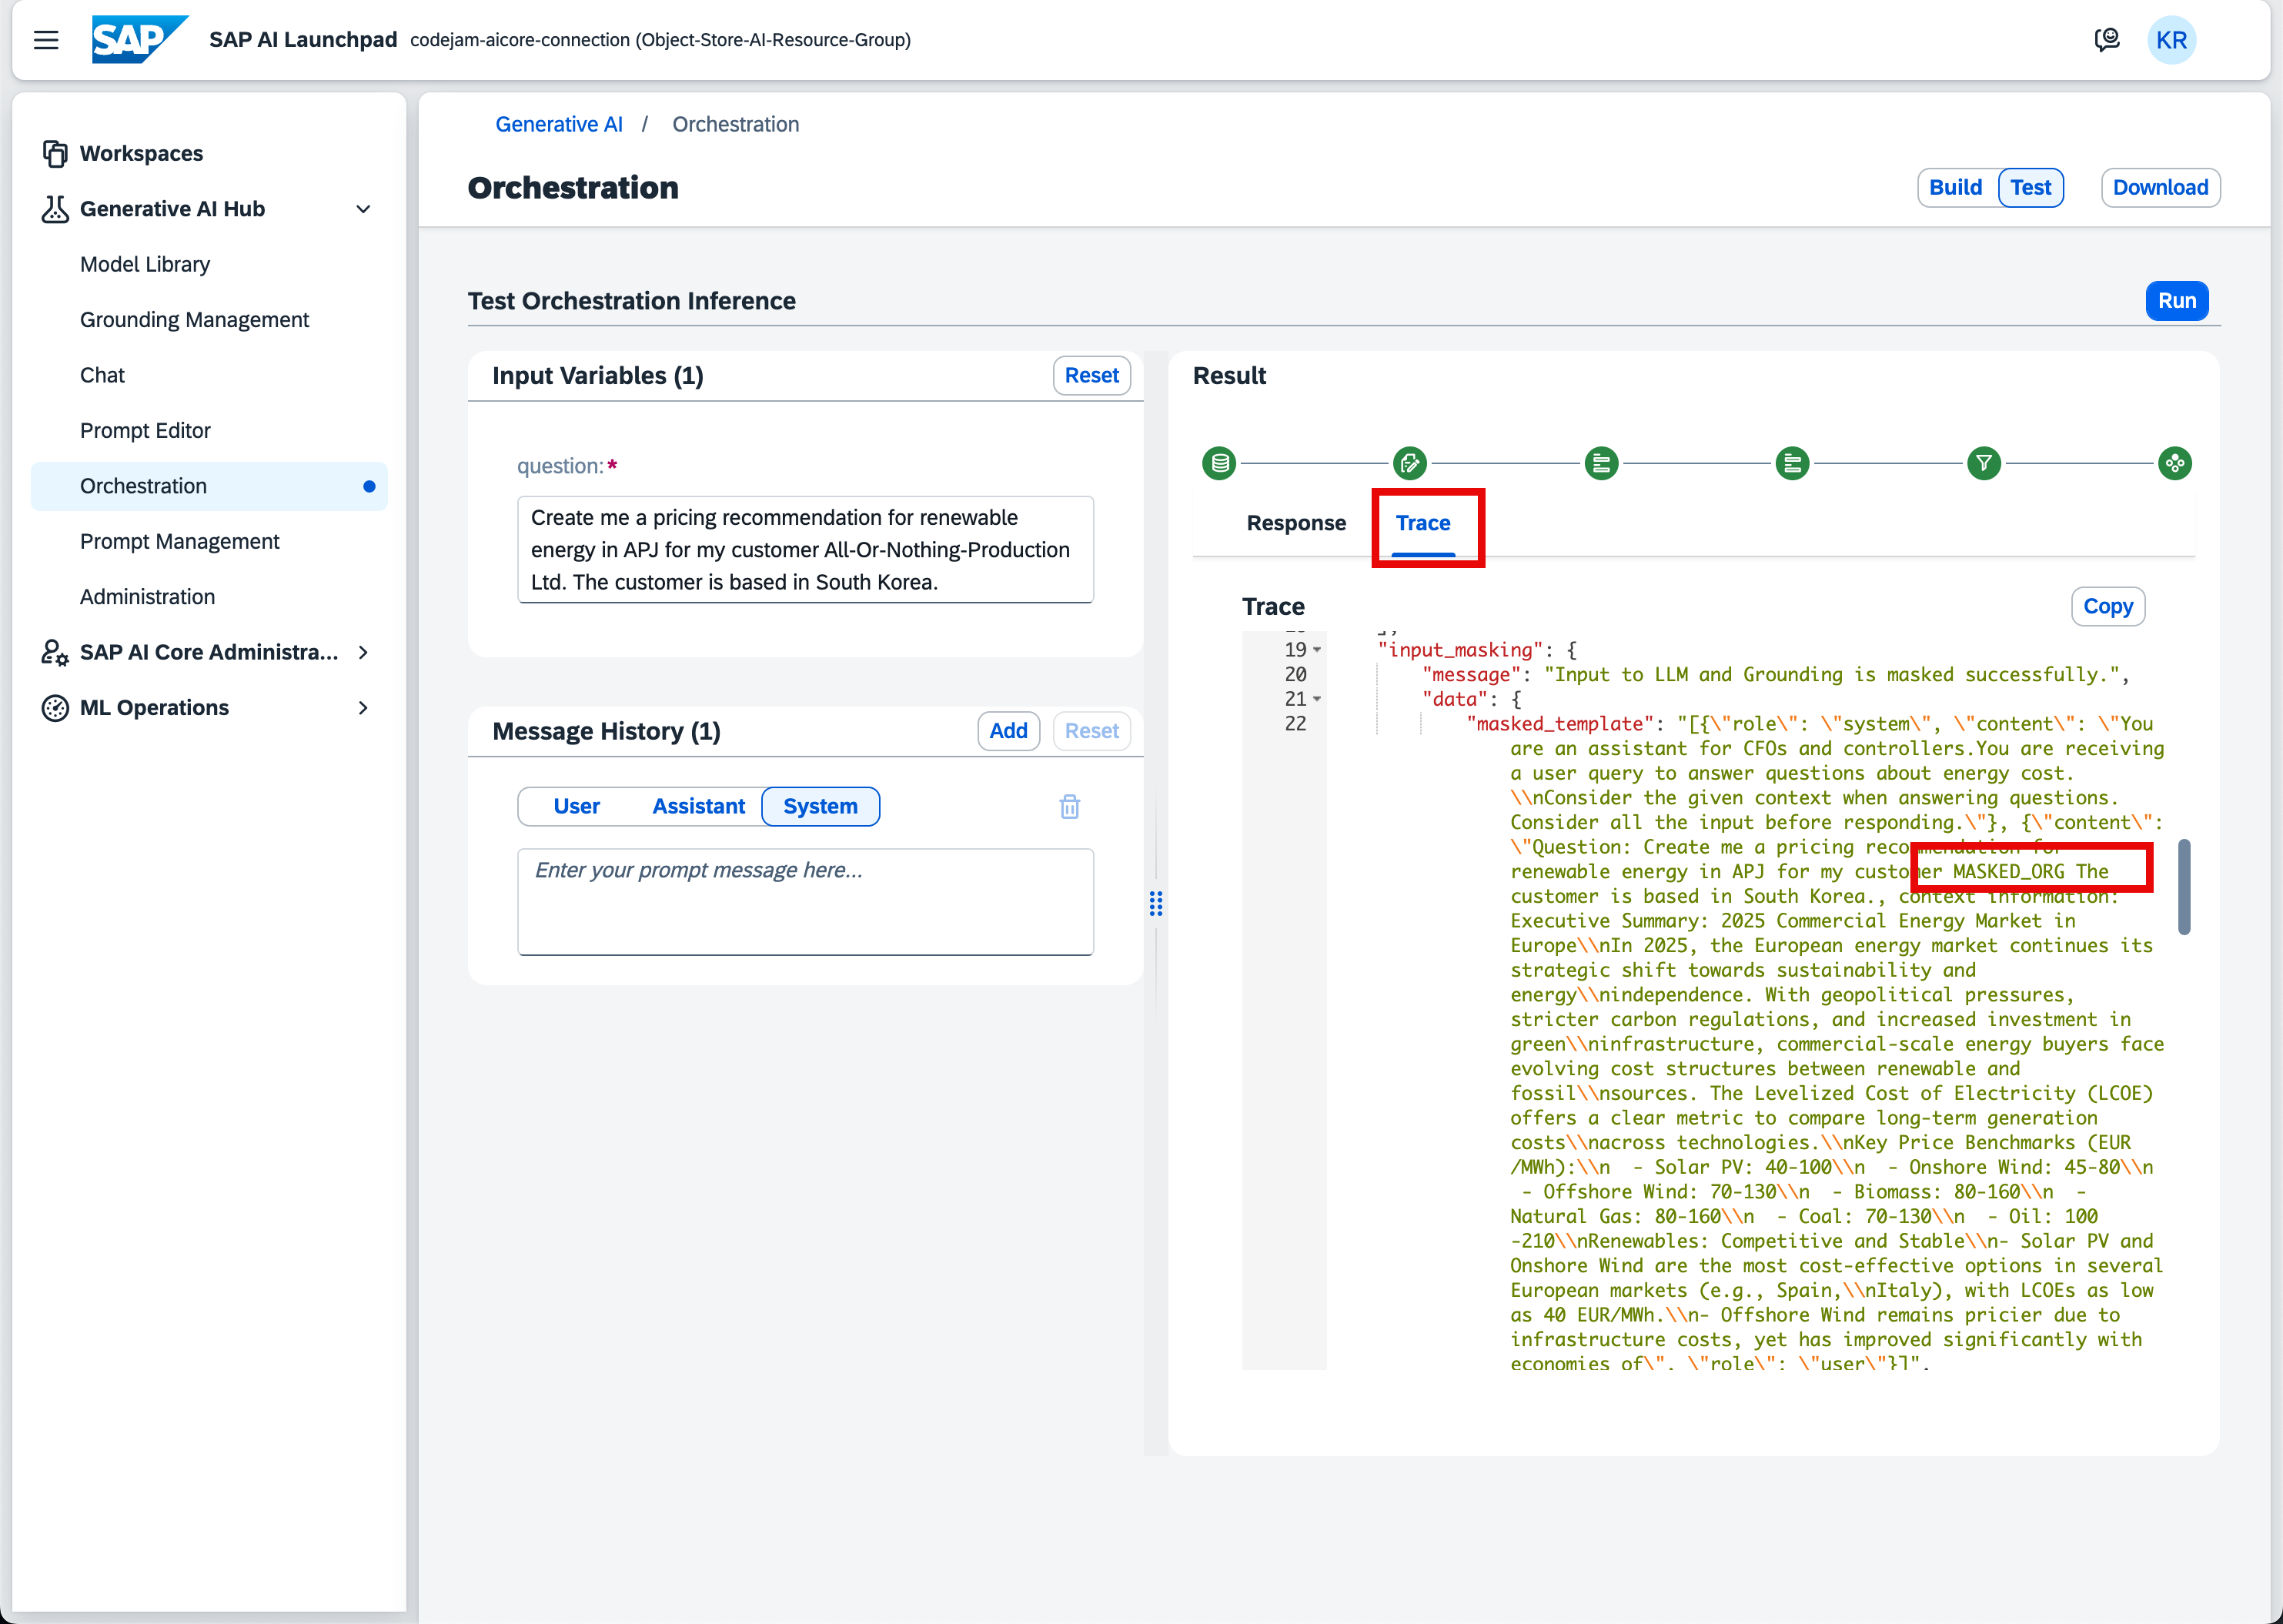 SAP
SAP AI Launchpad
codejam-aicore-connection (Object-Store-AI-Resource-Group)
KR
Workspaces
Generative AI Hub
Model Library
Grounding Management
Chat
Prompt Editor
Orchestration
Prompt Management
Administration
SAP AI Core Administra...
ML Operations
Generative AI / Orchestration
Orchestration
Build
Test
Download
Test Orchestration Inference
Run
Input Variables (1)
Reset
question:*
Create me a pricing recommendation for renewable
energy in APJ for my customer All-Or-Nothing-Production
Ltd. The customer is based in South Korea.
Message History (1)
Add
Reset
User
Assistant
System
Enter your prompt message here...
Result
Response
Trace
Trace
Copy
19 "input_masking": {
20 "message": "Input to LLM and Grounding is masked successfully.",
21 "data": {
22 "masked_template": "[{\"role\": \"system\", \"content\": \"You
are an assistant for CFOs and controllers.You are receiving
a user query to answer questions about energy cost.
\\nConsider the given context when answering questions.
Consider all the input before responding.\"}, {\"content\":
\"Question: Create me a pricing recommendation for
renewable energy in APJ for my customer MASKED_ORG The
customer is based in South Korea., context information:
Executive Summary: 2025 Commercial Energy Market in
Europe\\nIn 2025, the European energy market continues its
strategic shift towards sustainability and
energy\\nindependence. With geopolitical pressures,
stricter carbon regulations, and increased investment in
green\\ninfrastructure, commercial-scale energy buyers face
evolving cost structures between renewable and
fossil\\nsources. The Levelized Cost of Electricity (LCOE)
offers a clear metric to compare long-term generation
costs\\nacross technologies.\\nKey Price Benchmarks (EUR
/MWh):\\n  - Solar PV: 40-100\\n  - Onshore Wind: 45-80\\n
- Offshore Wind: 70-130\\n  - Biomass: 80-160\\n  -
Natural Gas: 80-160\\n  - Coal: 70-130\\n  - Oil: 100
-210\\nRenewables: Competitive and Stable\\n- Solar PV and
Onshore Wind are the most cost-effective options in several
European markets (e.g., Spain,\\nItaly), with LCOEs as low
as 40 EUR/MWh.\\n- Offshore Wind remains pricier due to
infrastructure costs, yet has improved significantly with
economies of\", \"role\": \"user\"}]",